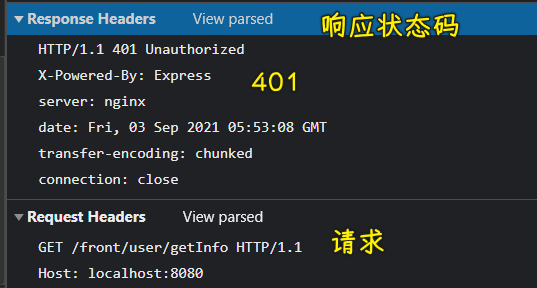 Response Headers View parsed 响应状态码
HTTP/1.1 401 Unauthorized
X-Powered-By: Express 401
server: nginx
date: Fri, 03 Sep 2021 05:53:08 GMT
transfer-encoding: chunked
connection: close
Request Headers View parsed
GET /front/user/getInfo HTTP/1.1 请求
Host: localhost:8080